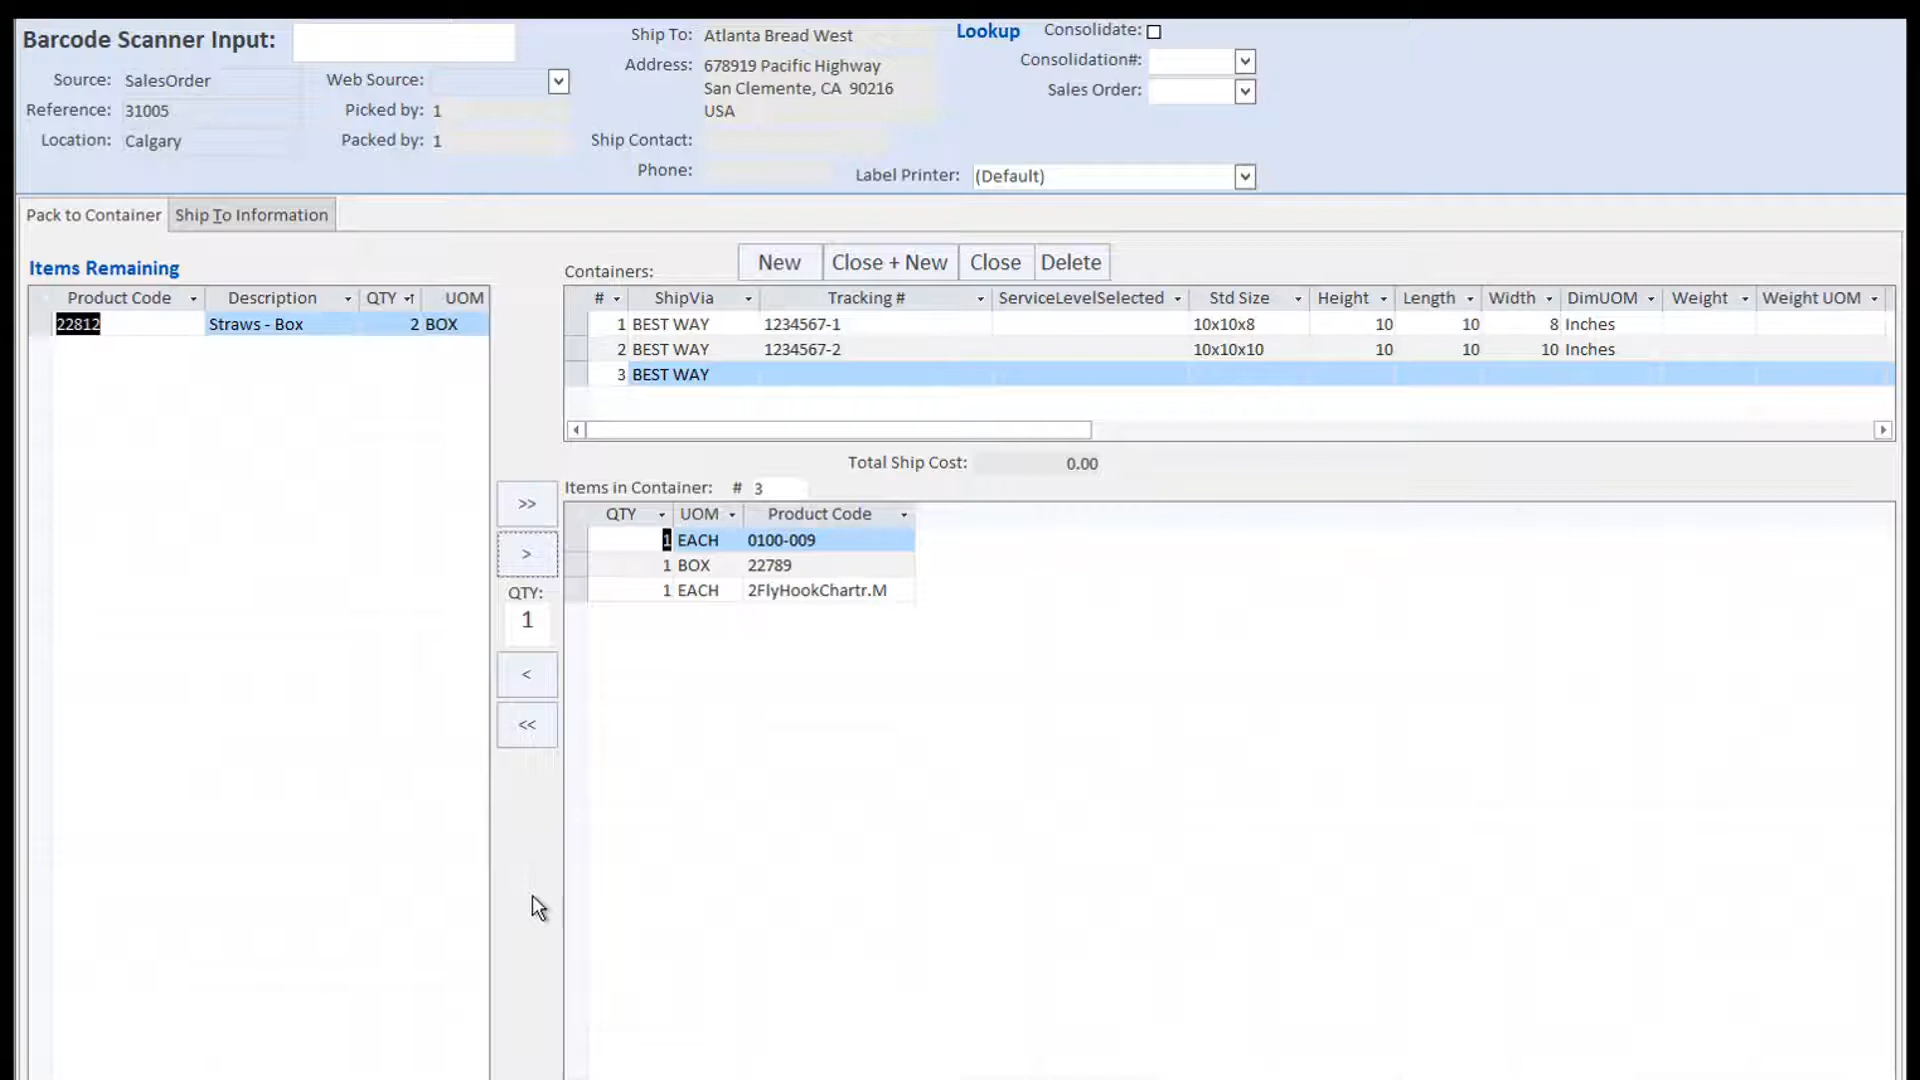 Barcode Scanner Input:
Source: SalesOrder
Reference: 31005
Location: Calgary
Web Source:
Picked by: 1
Packed by: 1
Ship To: Atlanta Bread West
Address: 678919 Pacific Highway
San Clemente, CA 90216
USA
Ship Contact:
Phone:
Lookup
Consolidate:
Consolidation#:
Sales Order:
Label Printer: (Default)
Pack to Container
Ship To Information
Items Remaining
Product Code Description QTY UOM
22812 Straws - Box 2 BOX
Containers:
New Close + New Close Delete
# ShipVia Tracking # ServiceLevelSelected Std Size Height Length Width DimUOM Weight Weight UOM
1 BEST WAY 1234567-1 10x10x8 10 10 8 Inches
2 BEST WAY 1234567-2 10x10x10 10 10 10 Inches
3 BEST WAY
Total Ship Cost: 0.00
Items in Container: # 3
>>
>
QTY:
1
<
<<
QTY UOM Product Code
1 EACH 0100-009
1 BOX 22789
1 EACH 2FlyHookChartr.M